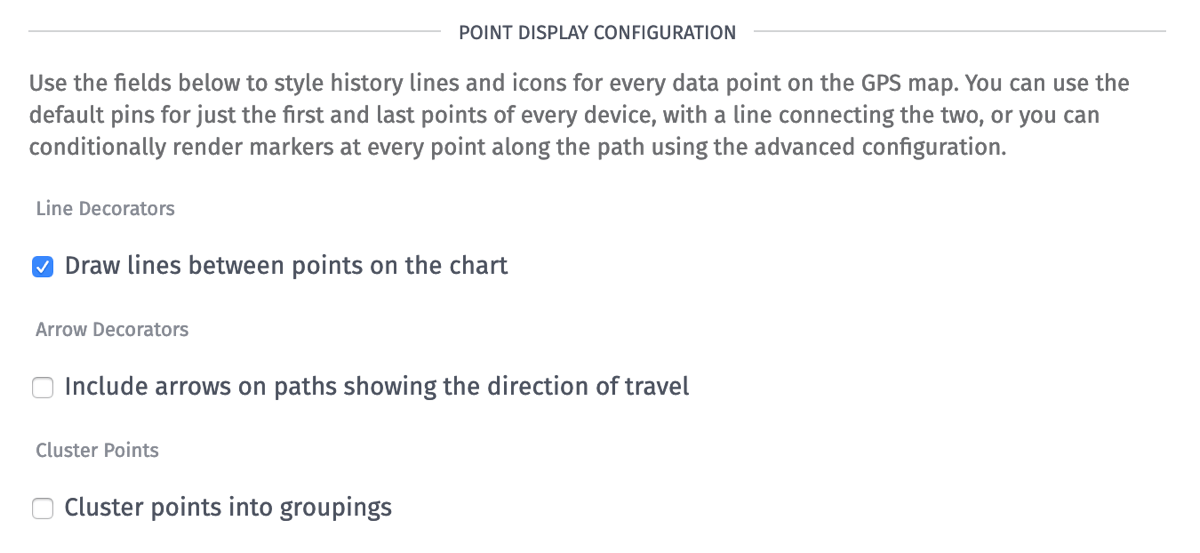 POINT DISPLAY CONFIGURATION
Use the fields below to style history lines and icons for every data point on the GPS map. You can use the
default pins for just the first and last points of every device, with a line connecting the two, or you can
conditionally render markers at every point along the path using the advanced configuration.
Line Decorators
Draw lines between points on the chart
Arrow Decorators
Include arrows on paths showing the direction of travel
Cluster Points
Cluster points into groupings